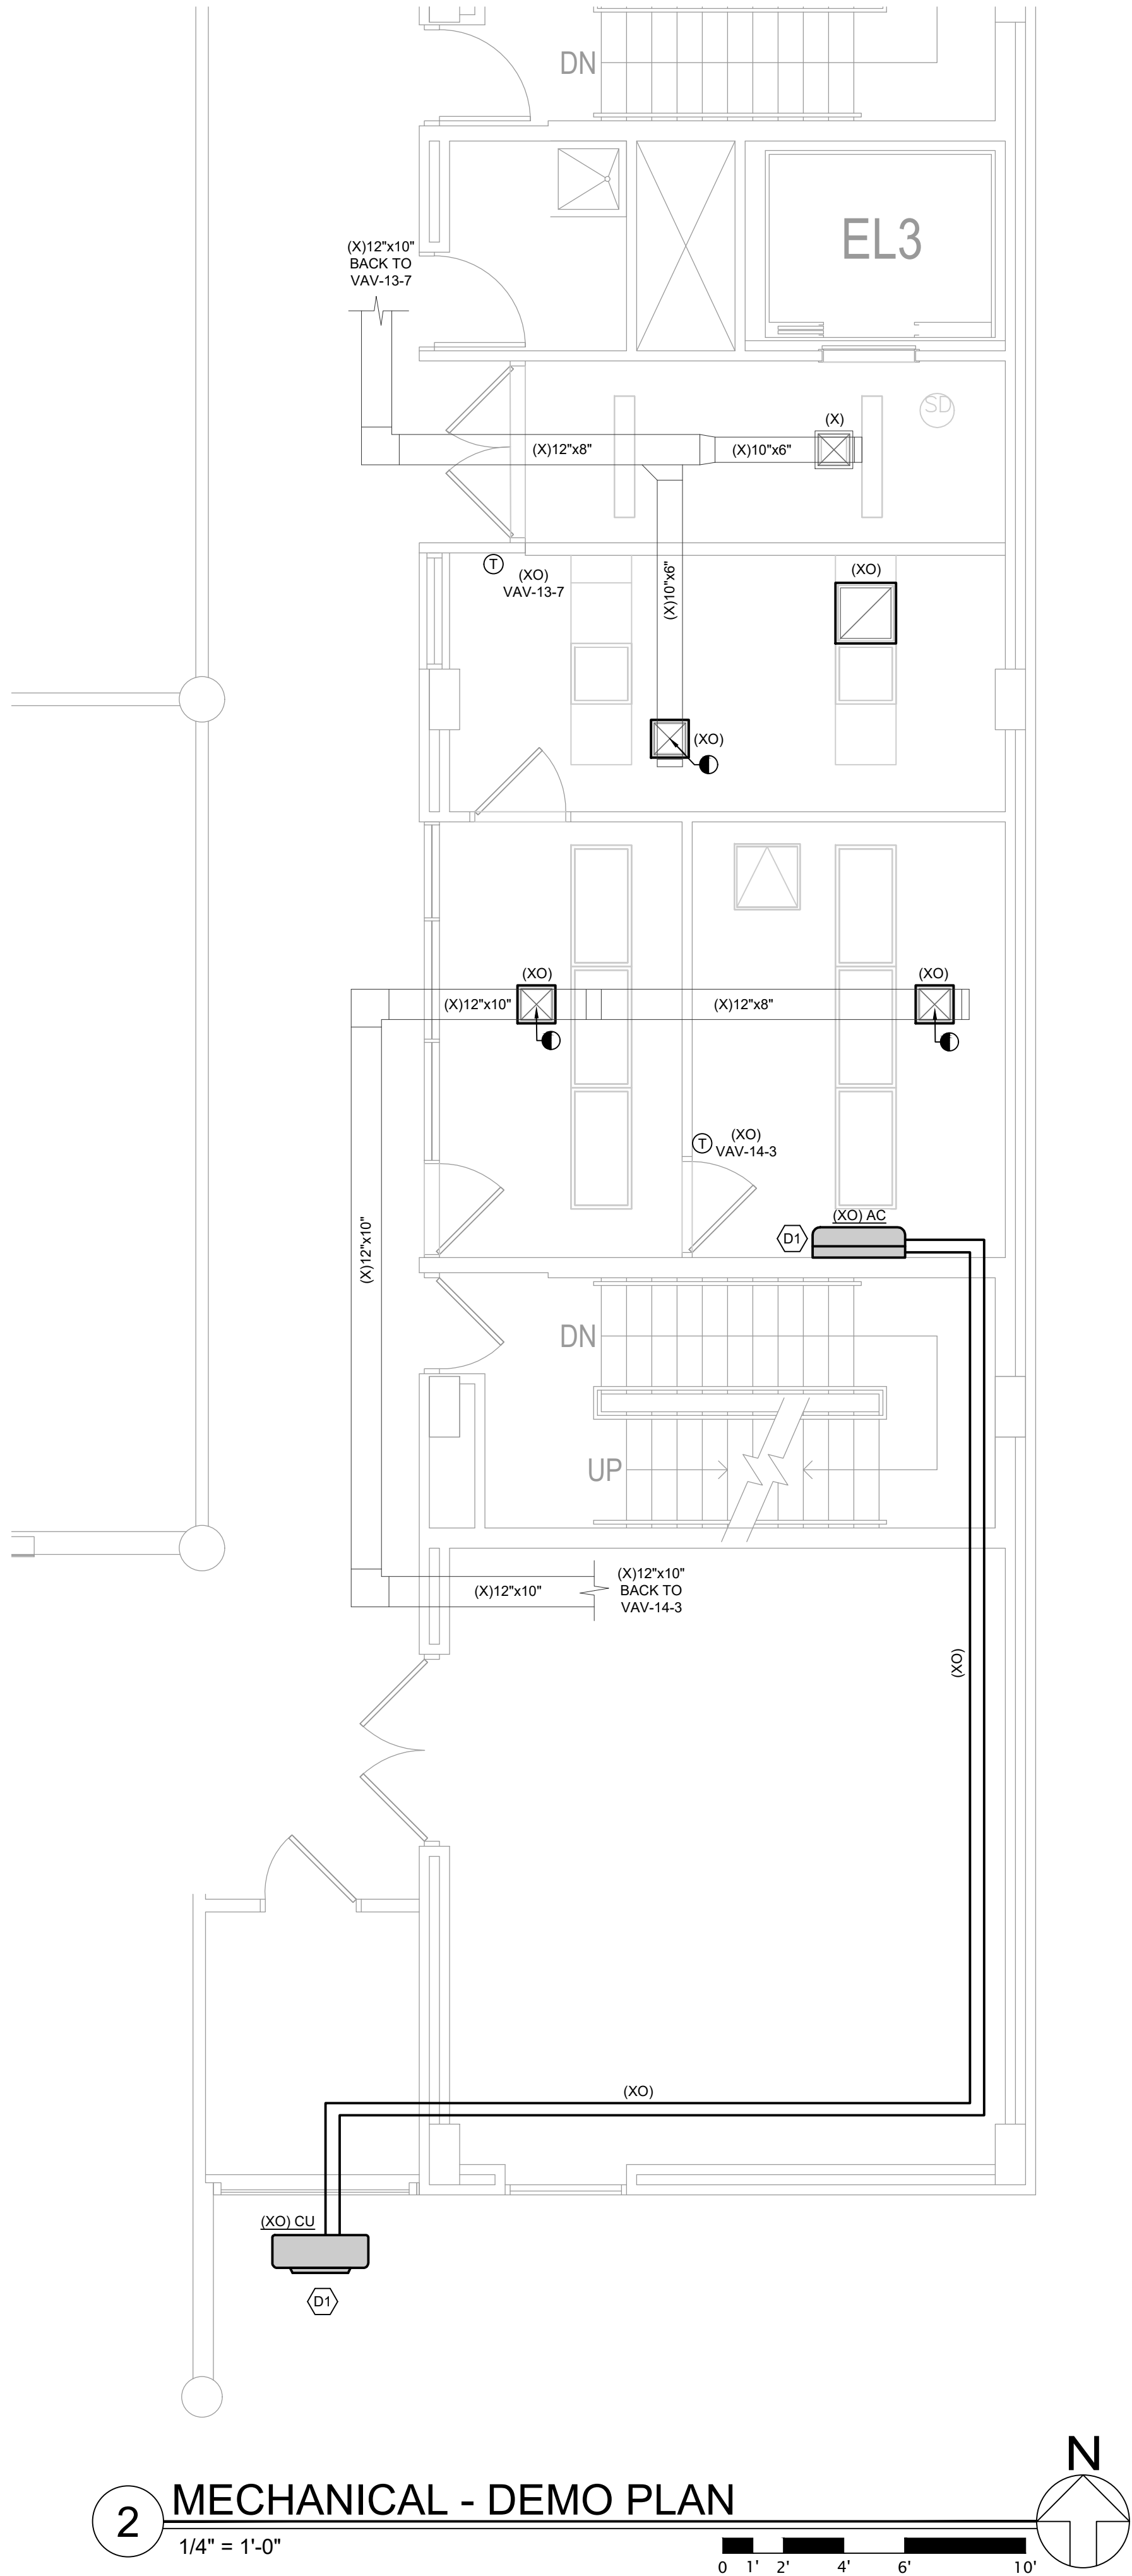 DN
EL3
(X)12"x10"
BACK TO
VAV-13-7
SD
(X)
(X)12"x8"
(X)10"x6"
T
(XO)
VAV-13-7
(X)10"x6"
(XO)
(XO)
(XO)
(XO)
(X)12"x10"
(X)12"x8"
T
(XO)
VAV-14-3
(X)12"x10"
(XO) AC
D1
DN
UP
(X)12"x10"
(X)12"x10"
BACK TO
VAV-14-3
(XO)
(XO)
(XO) CU
D1
N
2
MECHANICAL - DEMO PLAN
1/4" = 1'-0"
0 1' 2' 4' 6' 10'